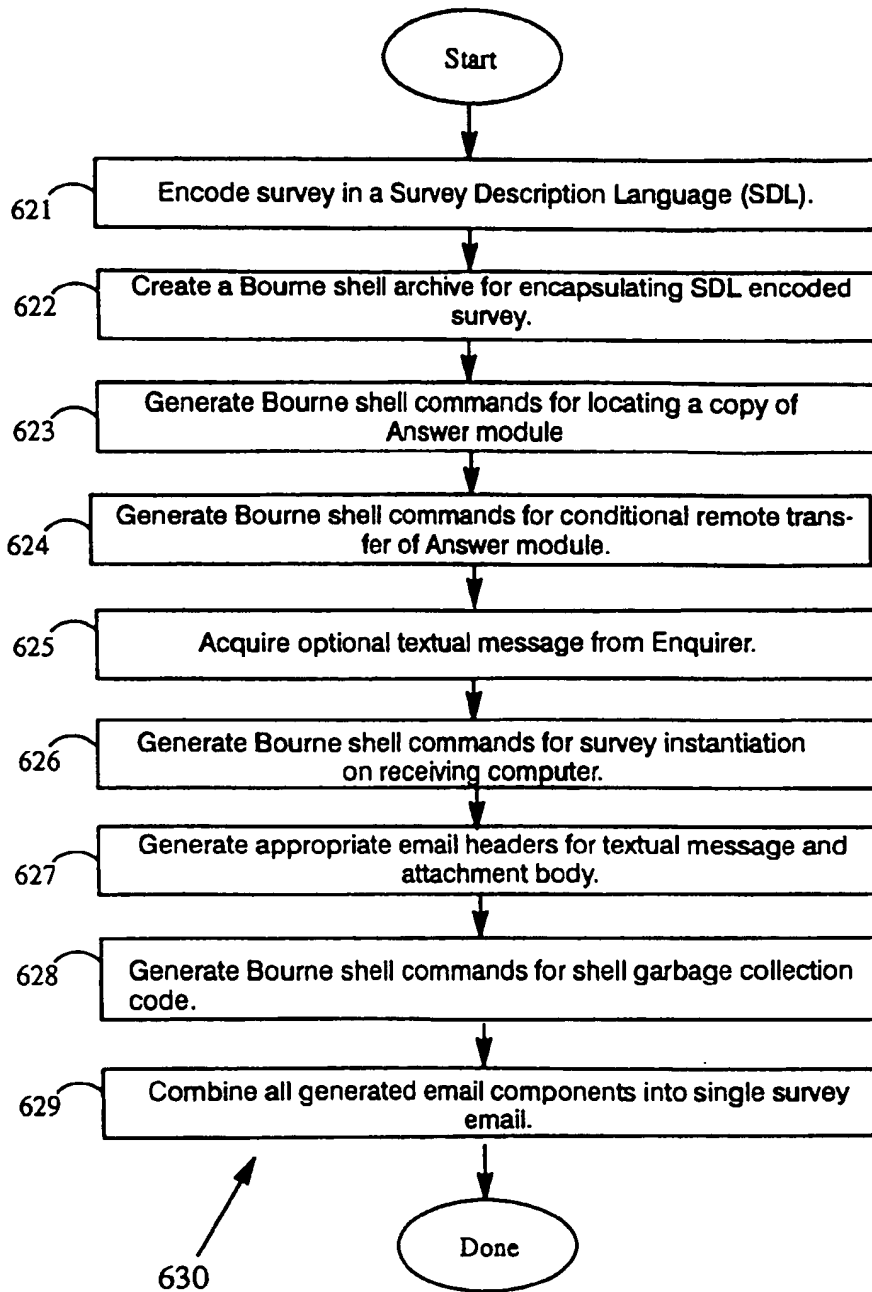 Start
621
Encode survey in a Survey Description Language (SDL).
622
Create a Bourne shell archive for encapsulating SDL encoded
survey.
623
Generate Bourne shell commands for locating a copy of
Answer module
624
Generate Bourne shell commands for conditional remote trans-
fer of Answer module.
625
Acquire optional textual message from Enquirer.
626
Generate Bourne shell commands for survey instantiation
on receiving computer.
627
Generate appropriate email headers for textual message and
attachment body.
628
Generate Bourne shell commands for shell garbage collection
code.
629
Combine all generated email components into single survey
email.
630
Done